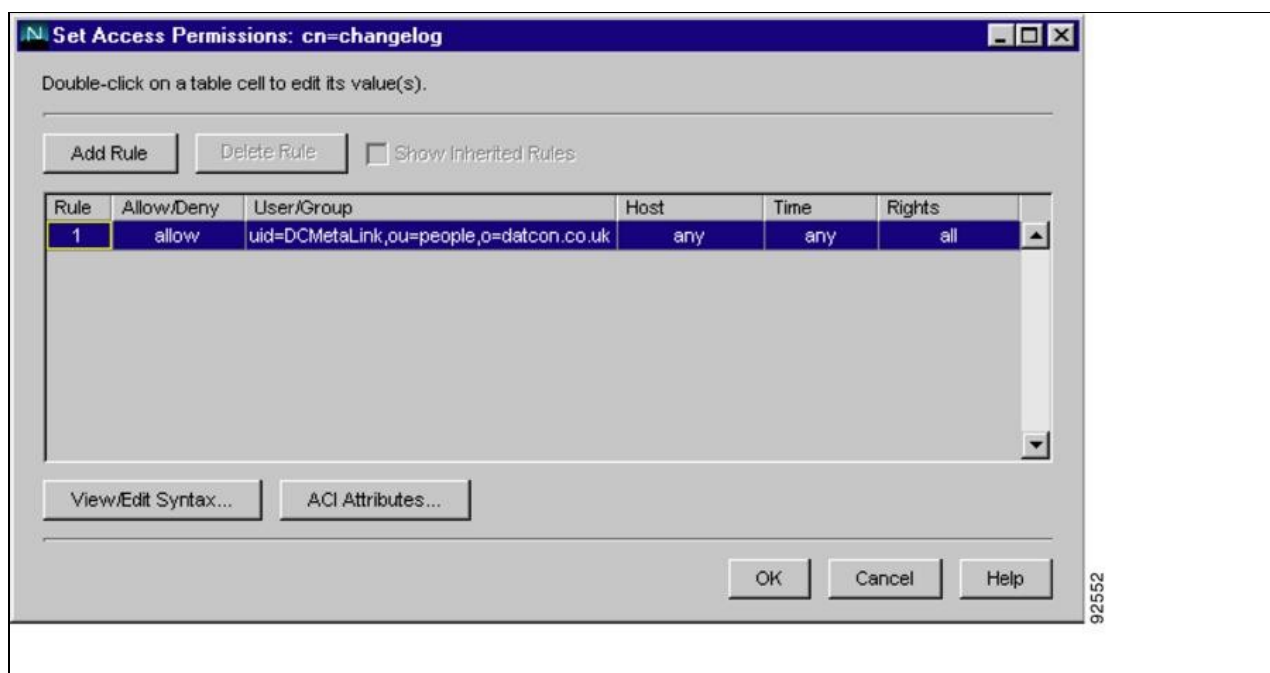 N Set Access Permissions: cn=changelog
Double-click on a table cell to edit its value(s).
Add Rule Delete Rule Show Inherited Rules
Rule Allow/Deny User/Group Host Time Rights
1 allow uid=DCMetaLink,ou=people,o=datcon.co.uk any any all
View/Edit Syntax... ACI Attributes...
OK Cancel Help
92552